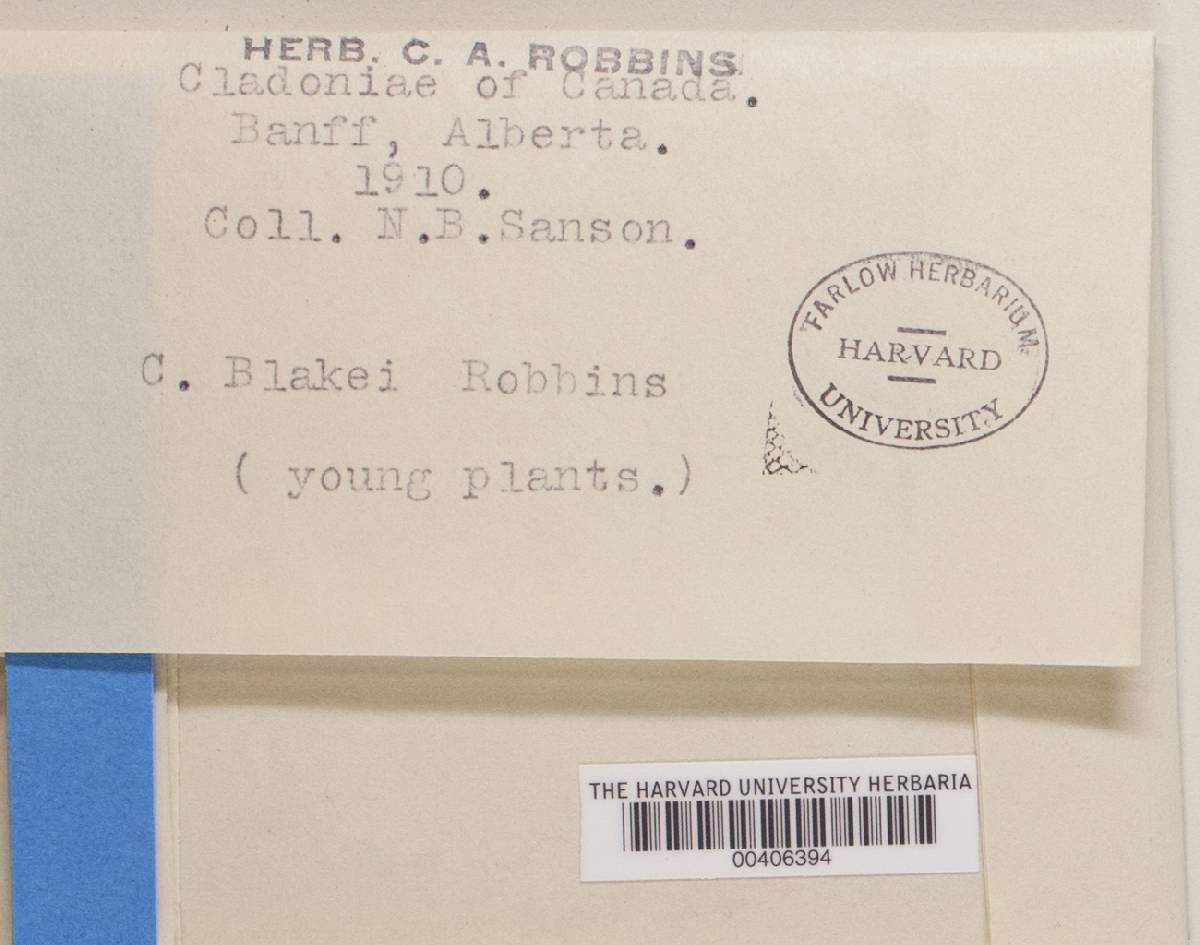 HERB. C. A. ROBBINS
Cladoniae of Canada.
Banff, Alberta.
1910.
Coll. N.B.Sanson.
FARLOW HERBARIUM
HARVARD
UNIVERSITY
C. Blakei Robbins
( young plants.)
THE HARVARD UNIVERSITY HERBARIA
00406394